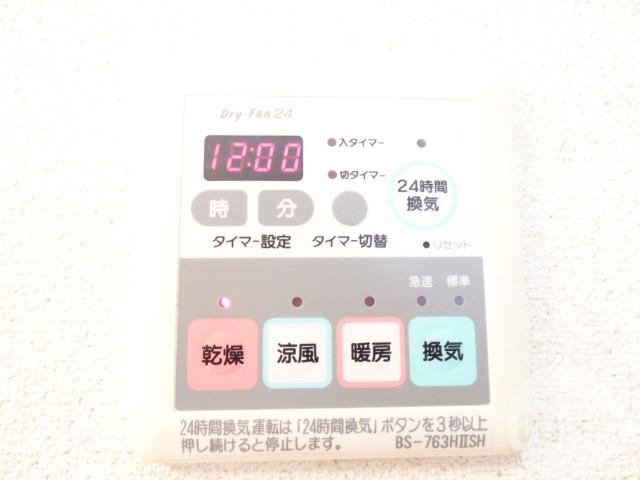 Dry-Fan 24
12:00
入タイマー
切タイマー
24時間
換気
時 分
タイマー設定 タイマー切替
リセット
急速 標準
乾燥 涼風 暖房 換気
24時間換気運転は「24時間換気」ボタンを3秒以上
押し続けると停止します。 BS-763HⅡSH